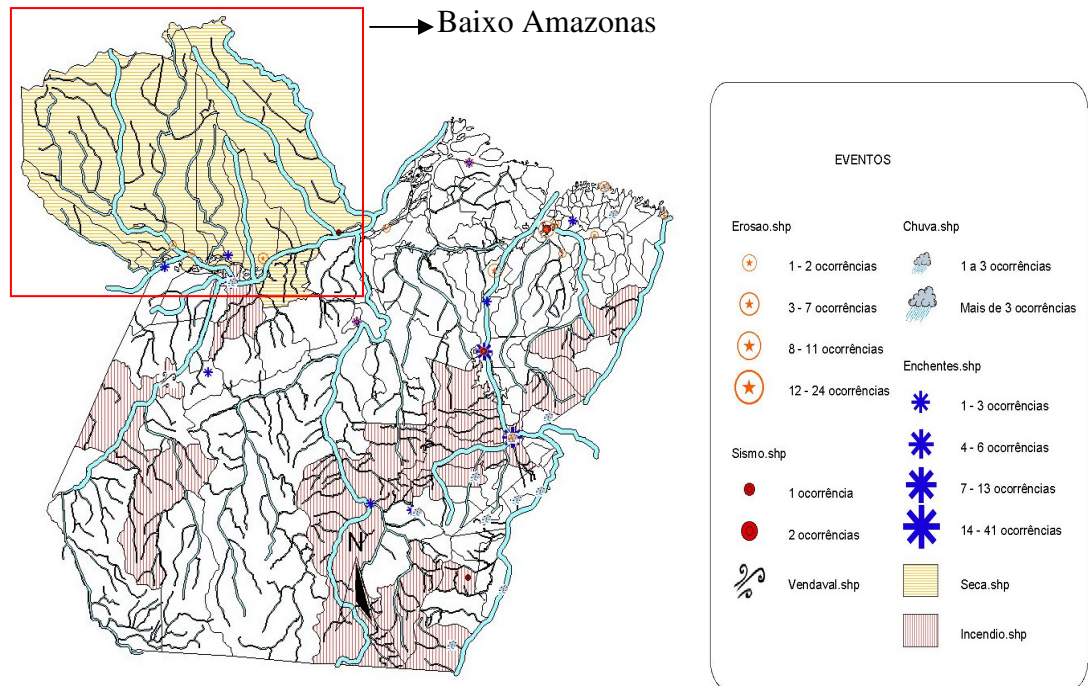 Baixo Amazonas
N
EVENTOS
Erosao.shp
1 - 2 ocorrências
3 - 7 ocorrências
8 - 11 ocorrências
12 - 24 ocorrências
Sismo.shp
1 ocorrência
2 ocorrências
Vendaval.shp
Chuva.shp
1 a 3 ocorrências
Mais de 3 ocorrências
Enchentes.shp
1 - 3 ocorrências
4 - 6 ocorrências
7 - 13 ocorrências
14 - 41 ocorrências
Seca.shp
Incendio.shp